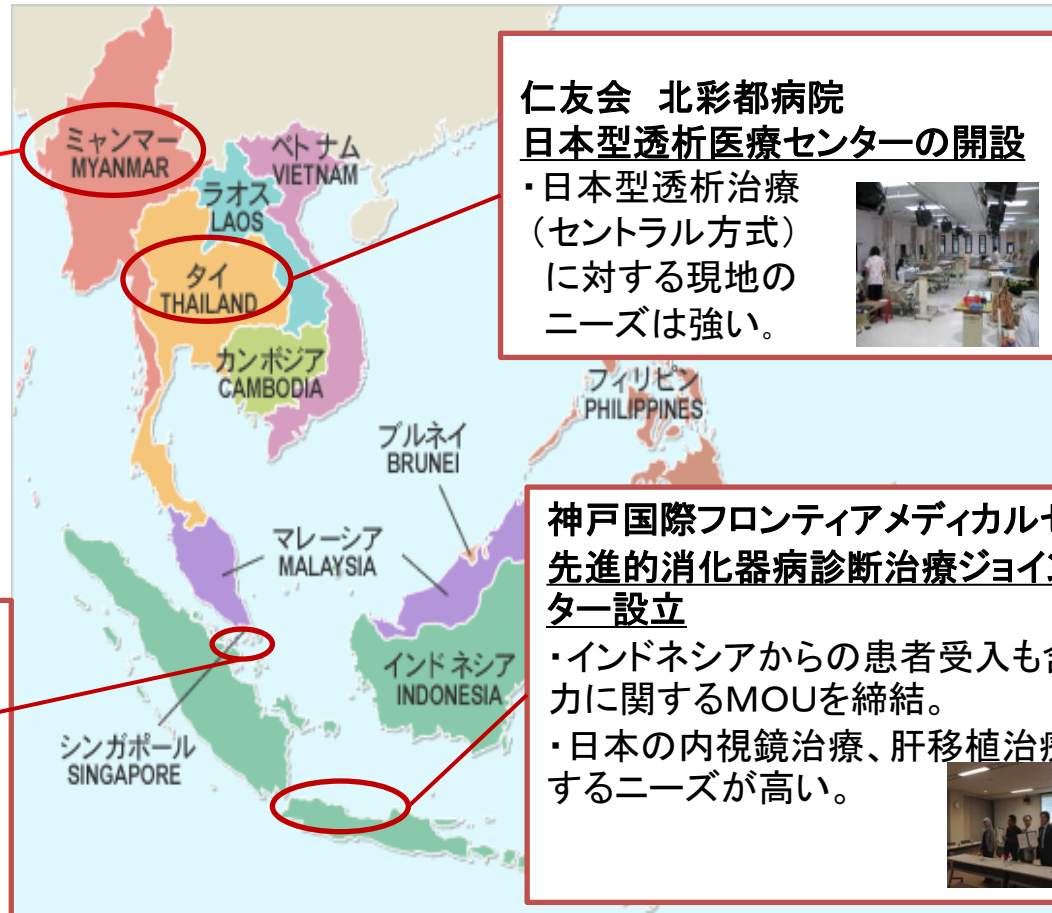 ミャンマー
MYANMAR
ベトナム
VIETNAM
ラオス
LAOS
タイ
THAILAND
カンボジア
CAMBODIA
フィリピン
PHILIPPINES
ブルネイ
BRUNEI
マレーシア
MALAYSIA
インドネシア
INDONESIA
シンガポール
SINGAPORE
仁友会 北彩都病院
日本型透析医療センターの開設
・日本型透析治療
（セントラル方式）
に対する現地の
ニーズは強い。
神戸国際フロンティアメディカルセ
先進的消化器病診断治療ジョイ
ター設立
・インドネシアからの患者受入も
力に関するMOUを締結。
・日本の内視鏡治療、肝移植治療
するニーズが高い。